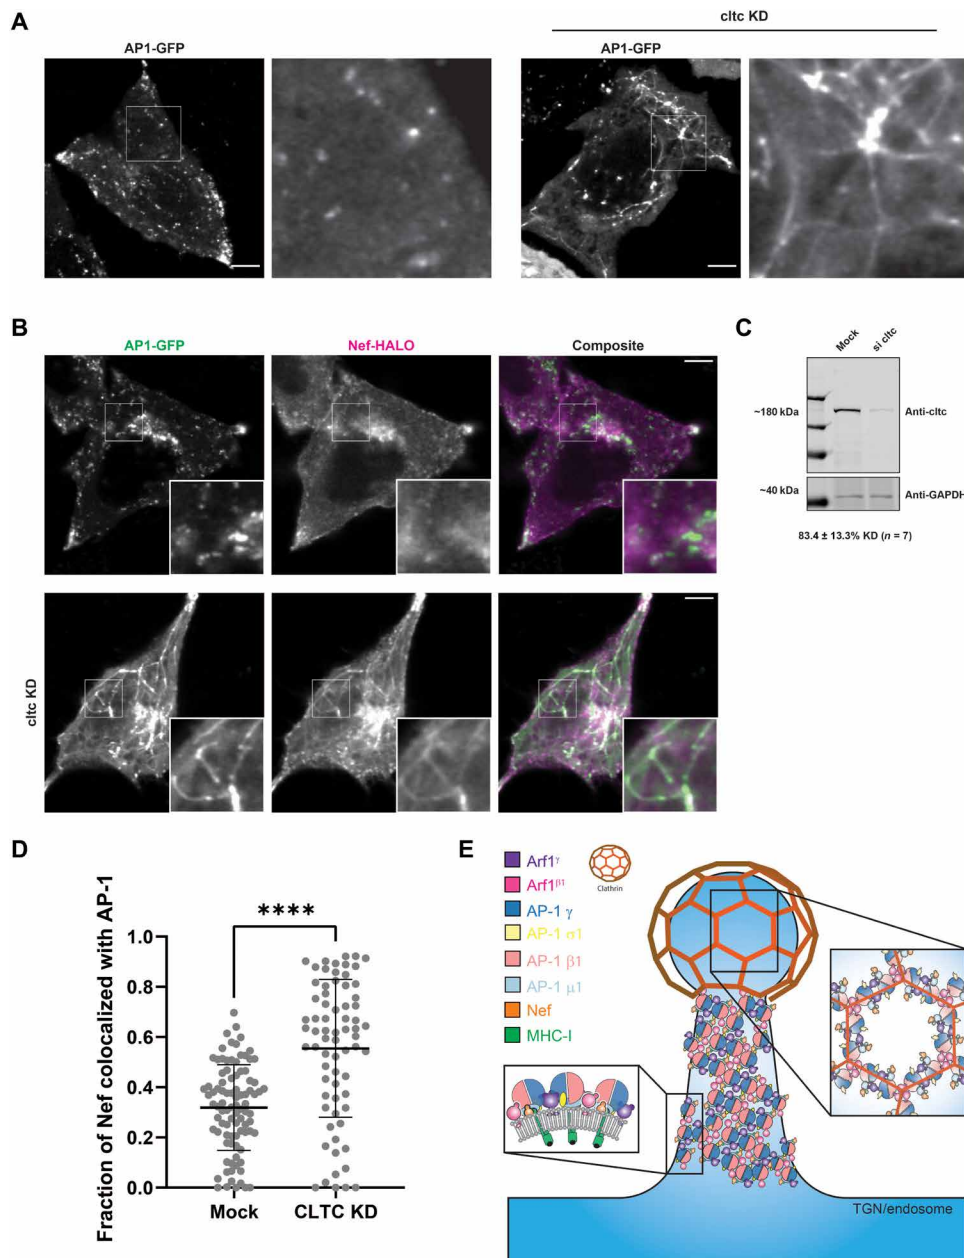 A
cltc KD
AP1-GFP
AP1-GFP
B
AP1-GFP
Nef-HALO
Composite
cltc KD
C
Mock
si cltc
~180 kDa
Anti-cltc
~40 kDa
Anti-GAPDH
83.4 ± 13.3% KD (n = 7)
D
Fraction of Nef colocalized with AP-1
1.0
0.8
0.6
0.4
0.2
0.0
****
Mock
CLTC KD
E
Arf1γ
Arf1β1
AP-1 γ
AP-1 σ1
AP-1 β1
AP-1 μ1
Nef
MHC-I
Clathrin
TGN/endosome